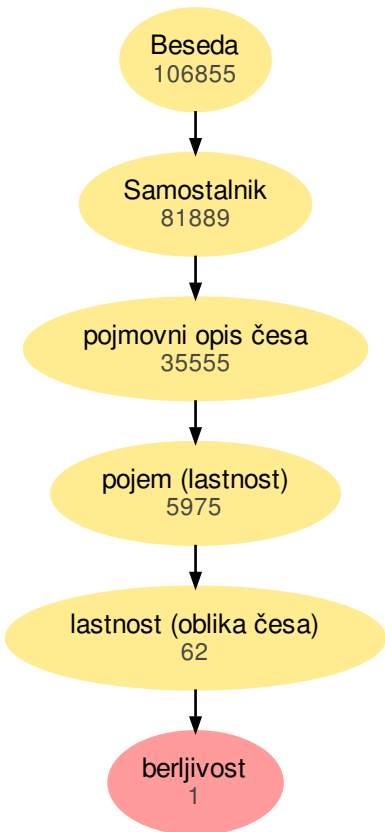 Beseda
106855
Samostalnik
81889
pojmovni opis česa
35555
pojem (lastnost)
5975
lastnost (oblika česa)
62
berljivost
1